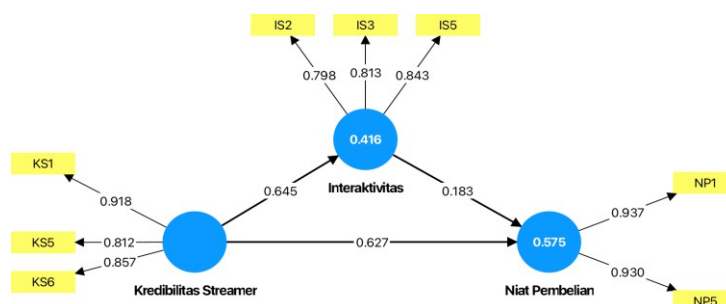 IS2
IS3
IS5
0.798
0.813
0.843
0.416
Interaktivitas
KS1
0.918
0.645
0.183
NP1
0.937
KS5
0.812
0.627
0.575
KS6
0.857
0.930
Kredibilitas Streamer
Niat Pembelian
NP5